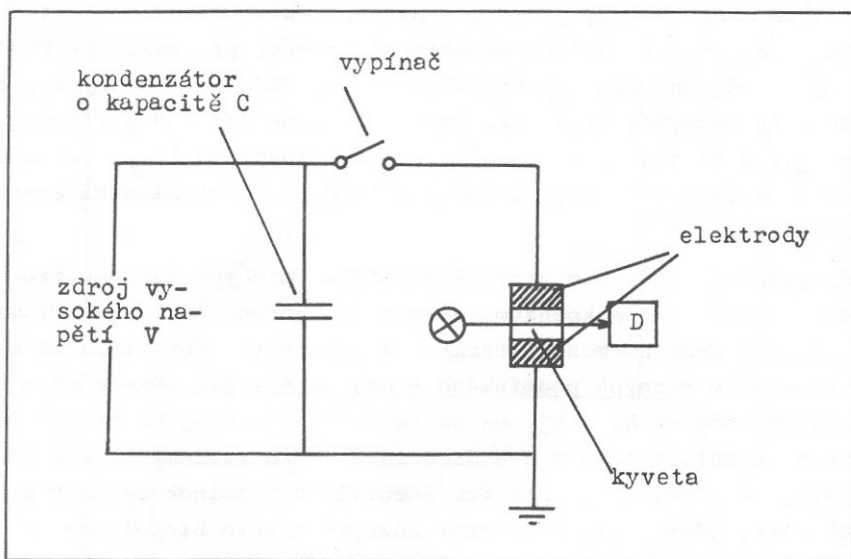 kondenzátor
o kapacitě C
vypínač
elektrody
zdroj vy-
sokého na-
pětí V
D
kyveta